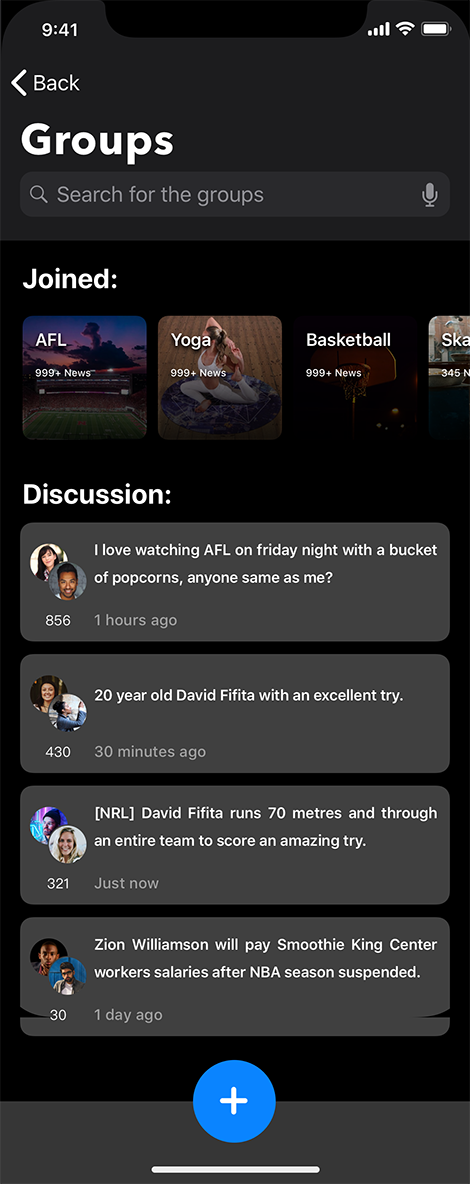 9:41
Back
Groups
Search for the groups
Joined:
AFL
999+ News
Yoga
999+ News
Basketball
999+ News
Ska
345 N
Discussion:
I love watching AFL on friday night with a bucket
of popcorns, anyone same as me?
856
1 hours ago
20 year old David Fifita with an excellent try.
430
30 minutes ago
[NRL] David Fifita runs 70 metres and through
an entire team to score an amazing try.
321
Just now
Zion Williamson will pay Smoothie King Center
workers salaries after NBA season suspended.
30
1 day ago